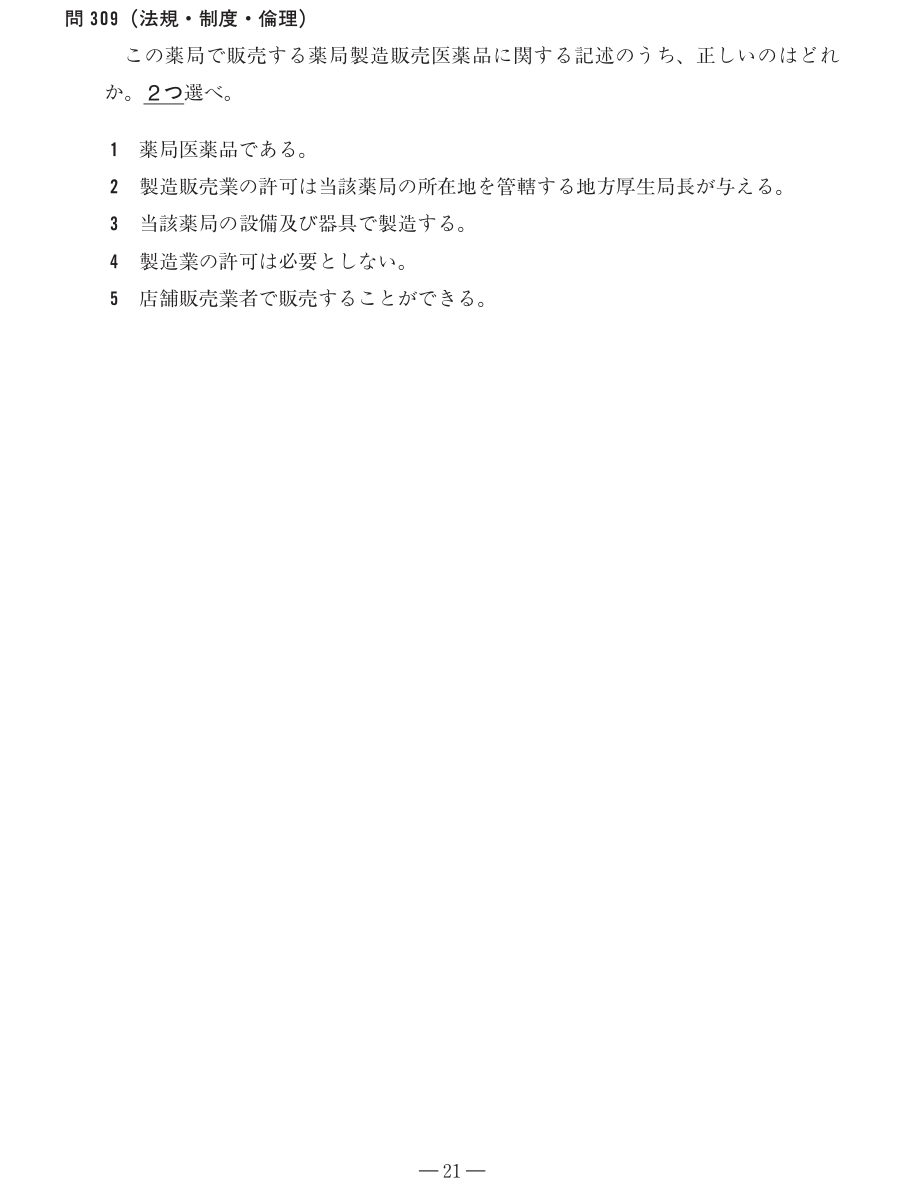 問 309（法規・制度・倫理）
この薬局で販売する薬局製造販売医薬品に関する記述のうち、正しいのはどれ
か。２つ選べ。
1 薬局医薬品である。
2 製造販売業の許可は当該薬局の所在地を管轄する地方厚生局長が与える。
3 当該薬局の設備及び器具で製造する。
4 製造業の許可は必要としない。
5 店舗販売業者で販売することができる。
— 21 —